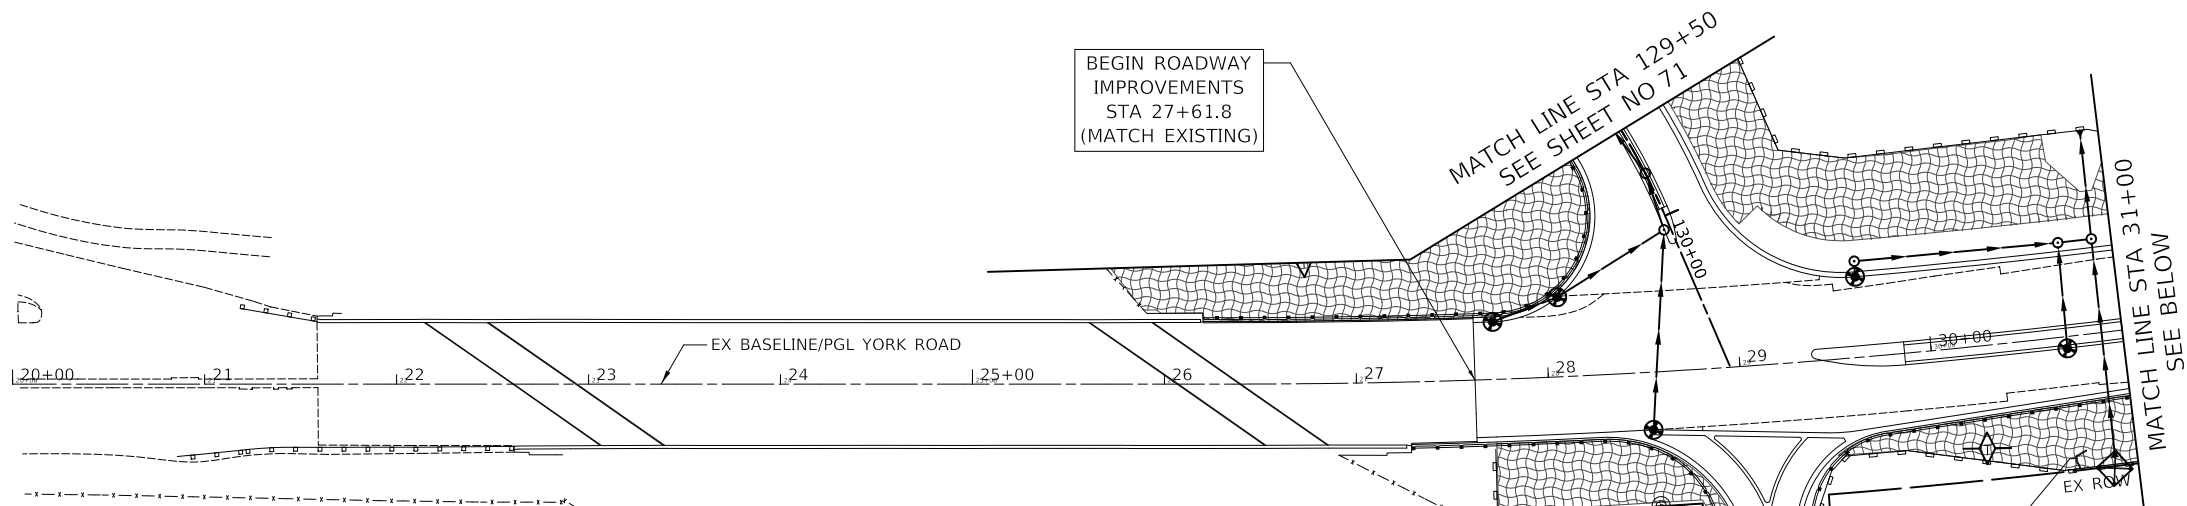 BEGIN ROADWAY
IMPROVEMENTS
STA 27+61.8
(MATCH EXISTING)
MATCH LINE STA 129+50
SEE SHEET NO 71
130+00
EX BASELINE/PGL YORK ROAD
20+00
21
22
23
24
25+00
26
27
28
29
30+00
MATCH LINE STA 31+00
SEE BELOW
EX ROW